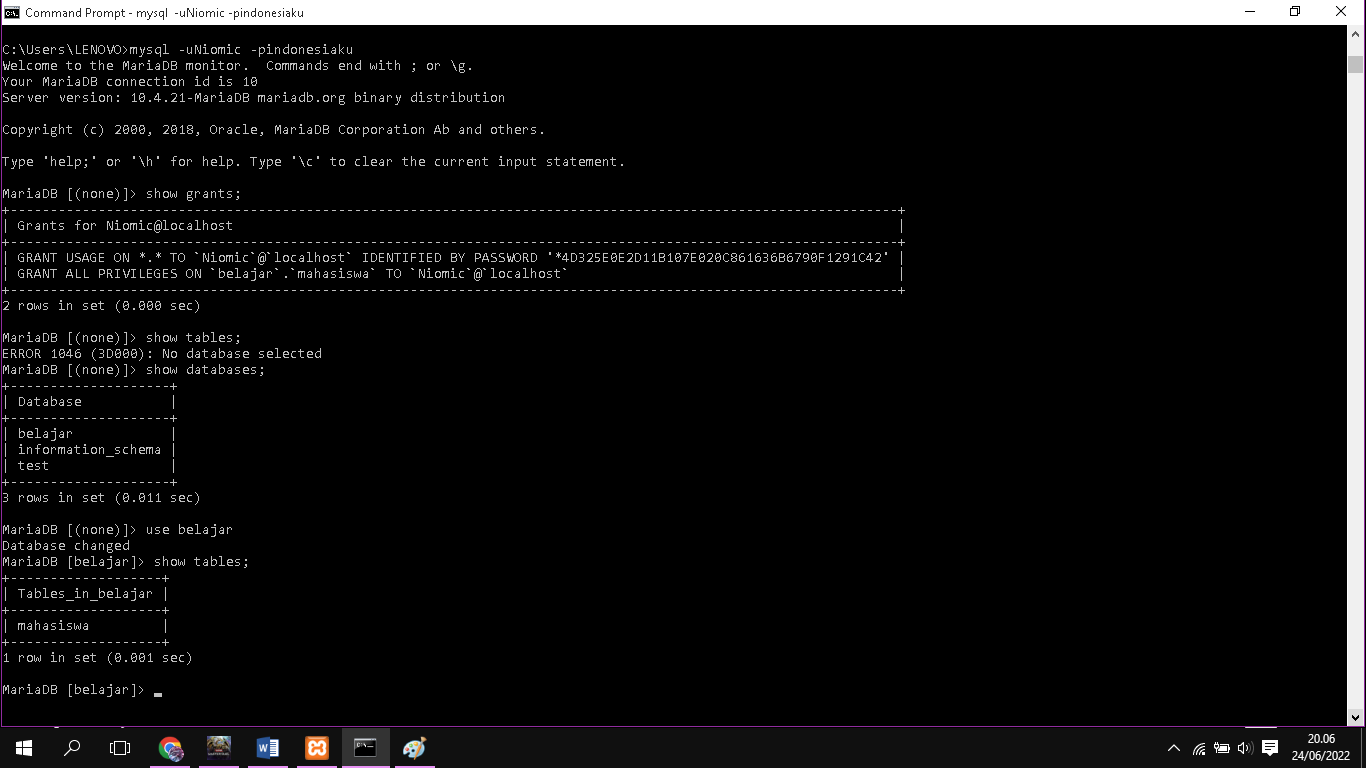 Command Prompt - mysql  -uNiomic -pindonesiaku
C:\Users\LENOVO>mysql -uNiomic -pindonesiaku
Welcome to the MariaDB monitor.  Commands end with ; or \g.
Your MariaDB connection id is 10
Server version: 10.4.21-MariaDB mariadb.org binary distribution
Copyright (c) 2000, 2018, Oracle, MariaDB Corporation Ab and others.
Type 'help;' or '\h' for help. Type '\c' to clear the current input statement.
MariaDB [(none)]> show grants;
+---------------------------------------------------------------------------------------------------------------+
| Grants for Niomic@localhost                                                                                   |
+---------------------------------------------------------------------------------------------------------------+
| GRANT USAGE ON *.* TO `Niomic`@`localhost` IDENTIFIED BY PASSWORD '*4D325E0E2D11B107E020C861636B6790F1291C42' |
| GRANT ALL PRIVILEGES ON `belajar`.`mahasiswa` TO `Niomic`@`localhost`                                         |
+---------------------------------------------------------------------------------------------------------------+
2 rows in set (0.000 sec)
MariaDB [(none)]> show tables;
ERROR 1046 (3D000): No database selected
MariaDB [(none)]> show databases;
+--------------------+
| Database           |
+--------------------+
| belajar            |
| information_schema |
| test               |
+--------------------+
3 rows in set (0.011 sec)
MariaDB [(none)]> use belajar
Database changed
MariaDB [belajar]> show tables;
+-------------------+
| Tables_in_belajar |
+-------------------+
| mahasiswa         |
+-------------------+
1 row in set (0.001 sec)
MariaDB [belajar]> _
20.06
24/06/2022